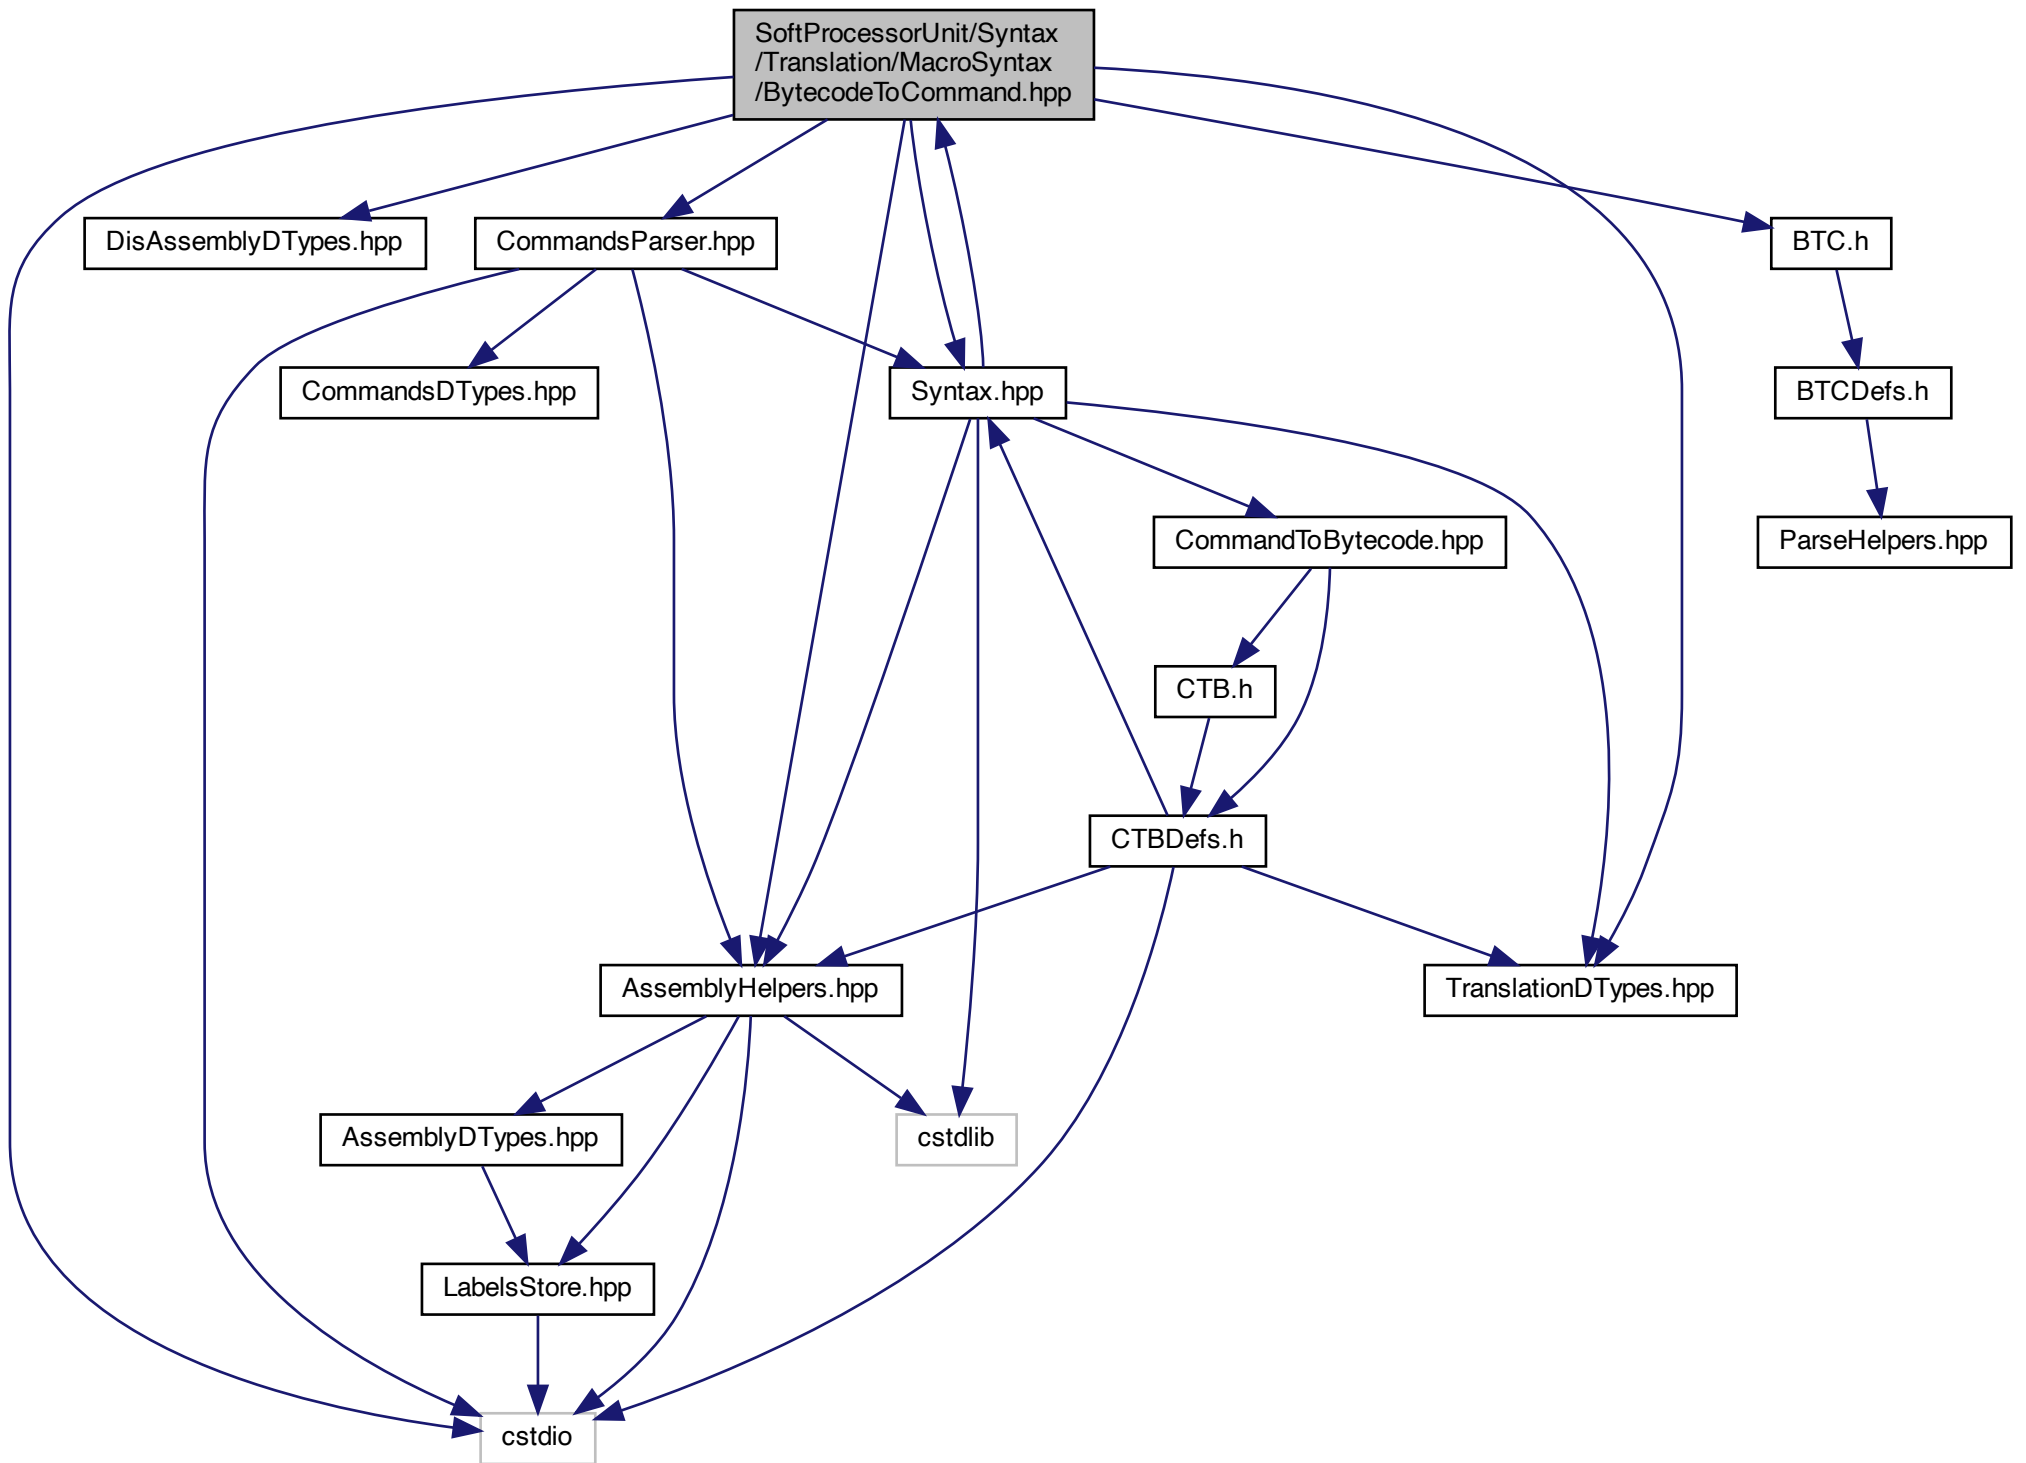 SoftProcessorUnit/Syntax
/Translation/MacroSyntax
/BytecodeToCommand.hpp
DisAssemblyDTypes.hpp
CommandsParser.hpp
BTC.h
CommandsDTypes.hpp
Syntax.hpp
BTCDefs.h
CommandToBytecode.hpp
ParseHelpers.hpp
CTB.h
CTBDefs.h
AssemblyHelpers.hpp
TranslationDTypes.hpp
AssemblyDTypes.hpp
cstdlib
LabelsStore.hpp
cstdio